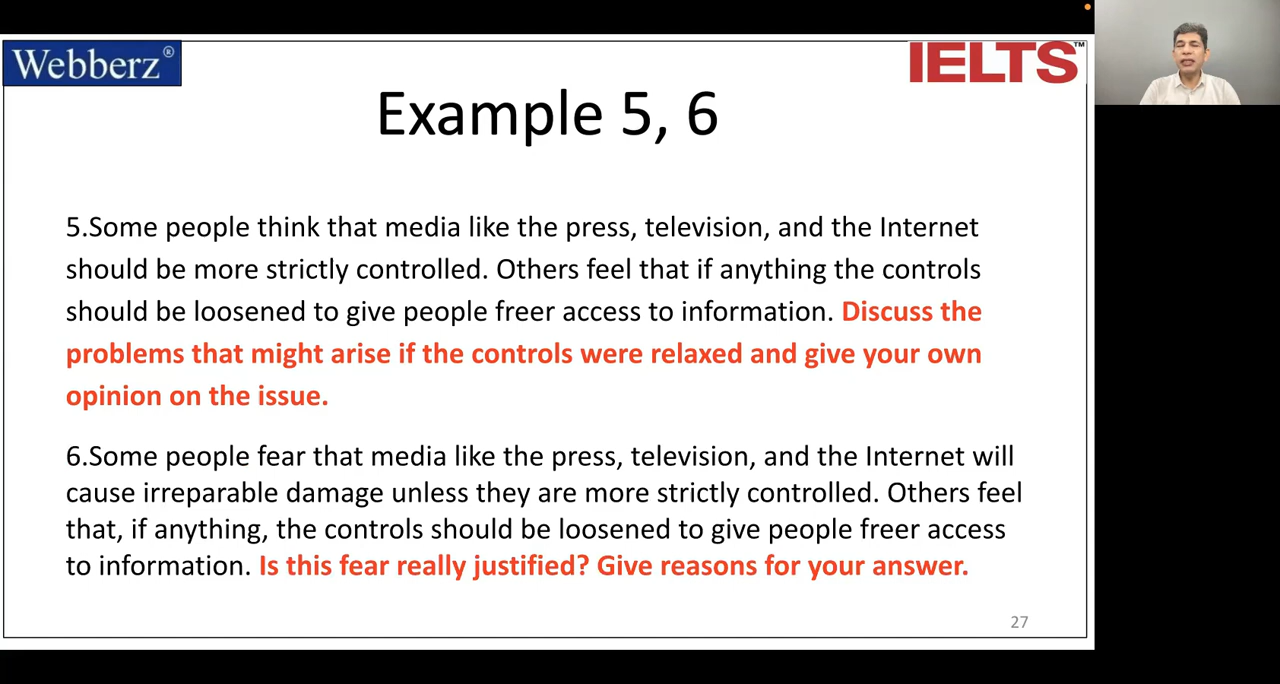 Webberz®
IELTS™
Example 5, 6
5.Some people think that media like the press, television, and the Internet
should be more strictly controlled. Others feel that if anything the controls
should be loosened to give people freer access to information. Discuss the
problems that might arise if the controls were relaxed and give your own
opinion on the issue.
6.Some people fear that media like the press, television, and the Internet will
cause irreparable damage unless they are more strictly controlled. Others feel
that, if anything, the controls should be loosened to give people freer access
to information. Is this fear really justified? Give reasons for your answer.
27